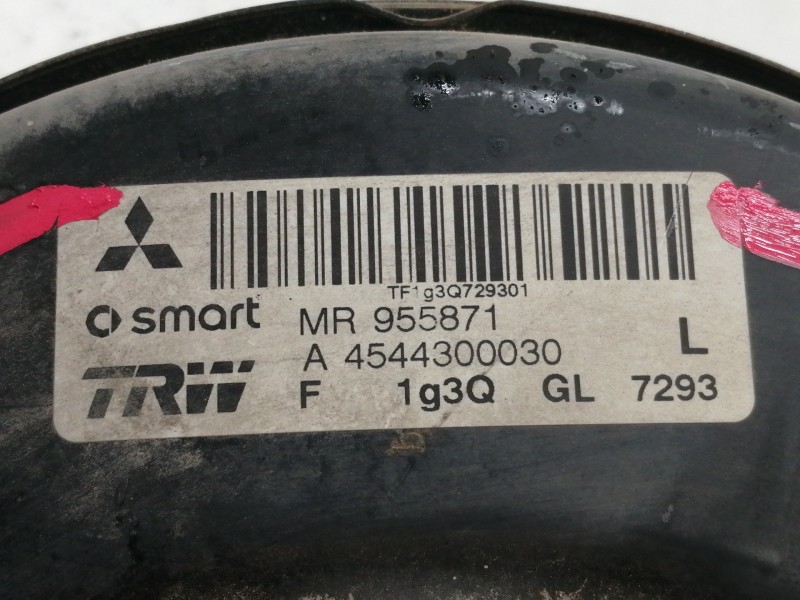 TF1g3Q729301
smart MR 955871
A 4544300030 L
TRW F 1g3Q GL 7293